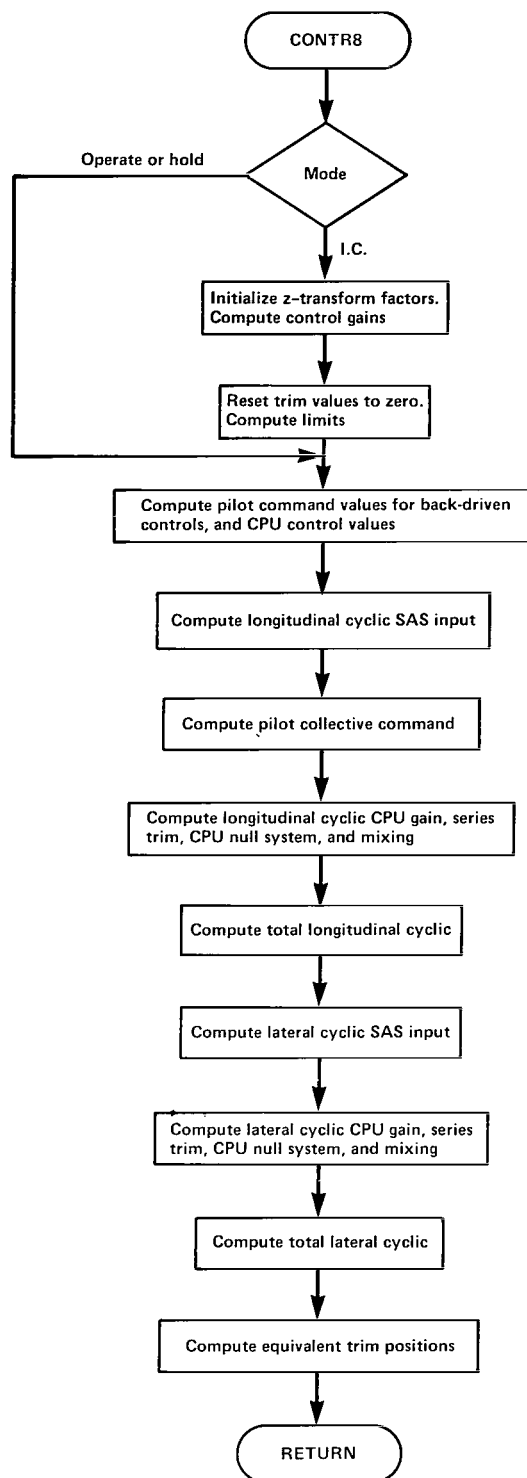 CONTR8
Operate or hold
Mode
I.C.
Initialize z-transform factors.
Compute control gains
Reset trim values to zero.
Compute limits
Compute pilot command values for back-driven
controls, and CPU control values
Compute longitudinal cyclic SAS input
Compute pilot collective command
Compute longitudinal cyclic CPU gain, series
trim, CPU null system, and mixing
Compute total longitudinal cyclic
Compute lateral cyclic SAS input
Compute lateral cyclic CPU gain, series
trim, CPU null system, and mixing
Compute total lateral cyclic
Compute equivalent trim positions
RETURN